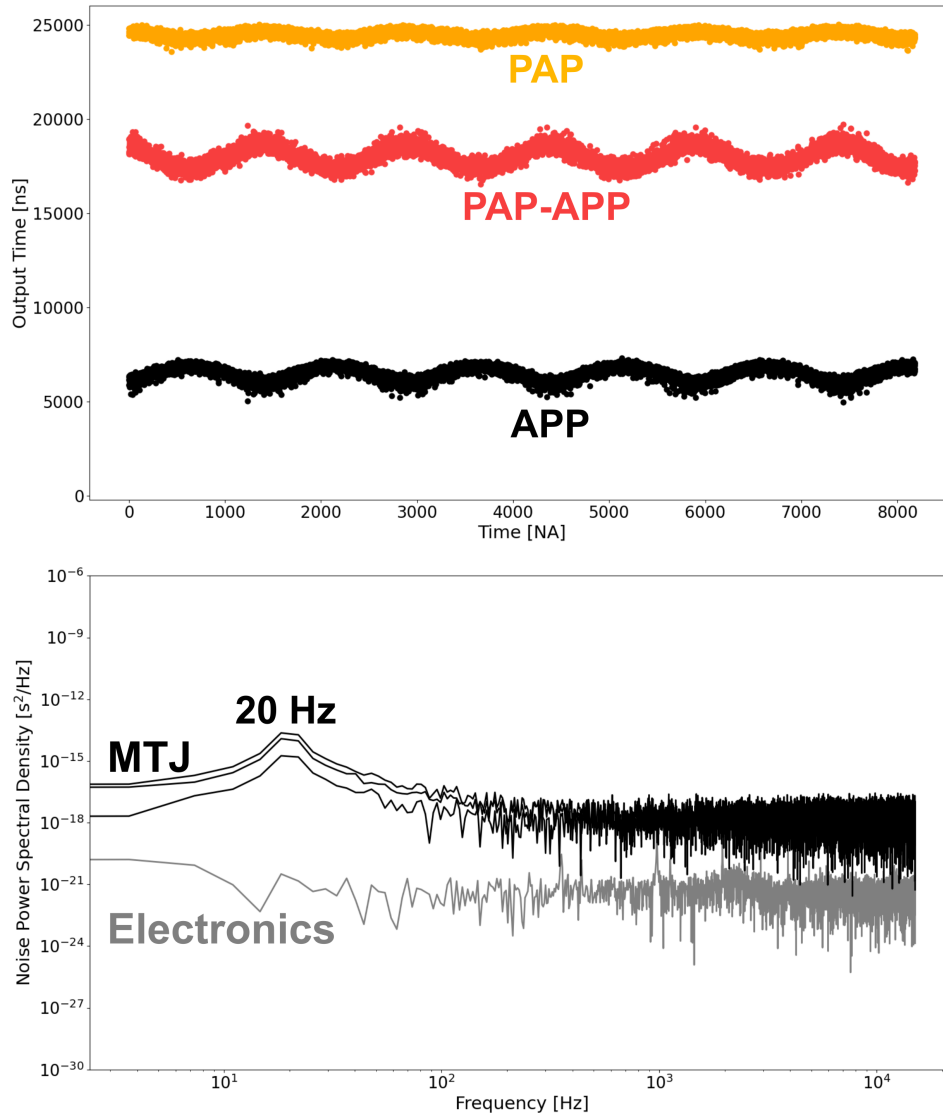 25000
20000
15000
10000
5000
0
Output Time [ns]
PAP
PAP-APP
APP
0 1000 2000 3000 4000 5000 6000 7000 8000
Time [NA]
10⁻⁶
10⁻⁹
10⁻¹²
10⁻¹⁵
10⁻¹⁸
10⁻²¹
10⁻²⁴
10⁻²⁷
10⁻³⁰
Noise Power Spectral Density [s²/Hz]
20 Hz
MTJ
Electronics
10¹ 10² 10³ 10⁴
Frequency [Hz]